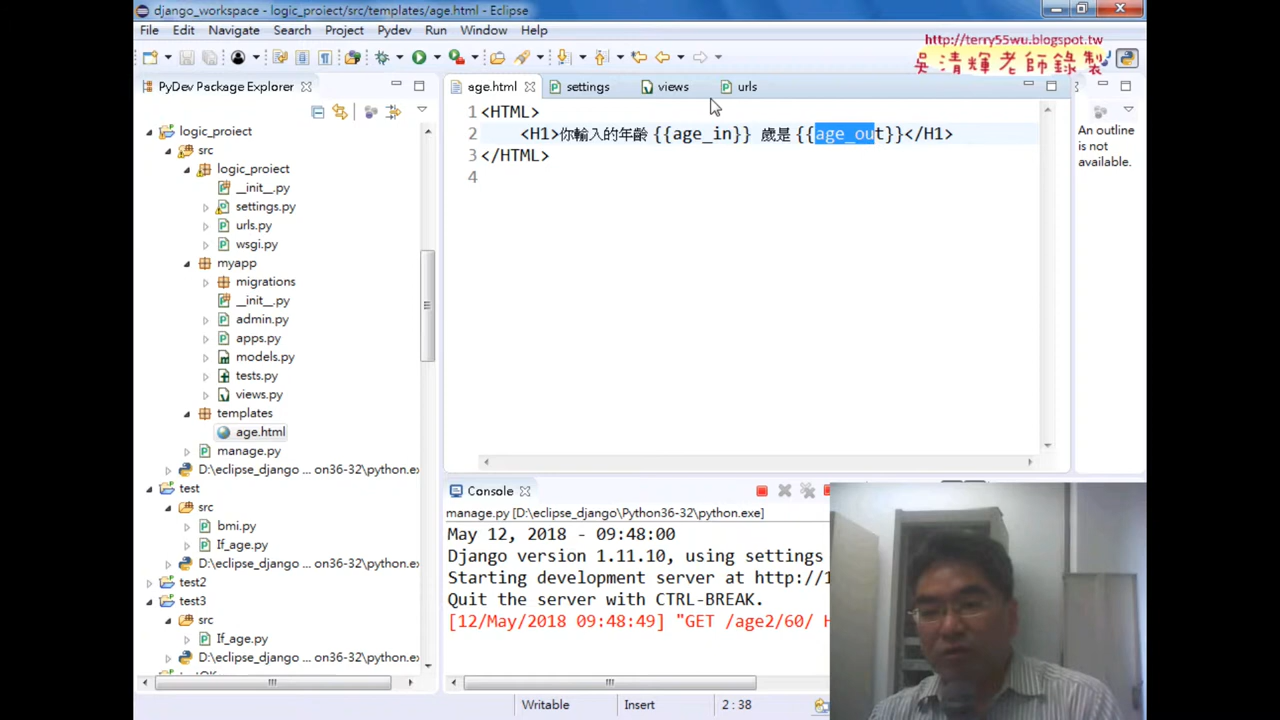 django_workspace - logic_project/src/templates/age.html - Eclipse
File Edit Navigate Search Project Pydev Run Window Help
http://terry55wu.blogspot.tw
吳清輝老師錄製
PyDev Package Explorer
age.html settings views urls
logic_project
src
logic_project
__init__.py
settings.py
urls.py
wsgi.py
myapp
migrations
__init__.py
admin.py
apps.py
models.py
tests.py
views.py
templates
age.html
manage.py
D:\eclipse_django ... on36-32\python.exe
test
src
bmi.py
If_age.py
D:\eclipse_django ... on36-32\python.exe
test2
test3
src
If_age.py
D:\eclipse_django ... on36-32\python.exe
1 <HTML>
2 <H1>你輸入的年齡 {{age_in}} 歲是 {{age_out}}</H1>
3 </HTML>
4
An outline is not available.
Console
manage.py [D:\eclipse_django\Python36-32\python.exe]
May 12, 2018 - 09:48:00
Django version 1.11.10, using settings
Starting development server at http://1
Quit the server with CTRL-BREAK.
[12/May/2018 09:48:49] "GET /age2/60/ H
Writable Insert 2 : 38